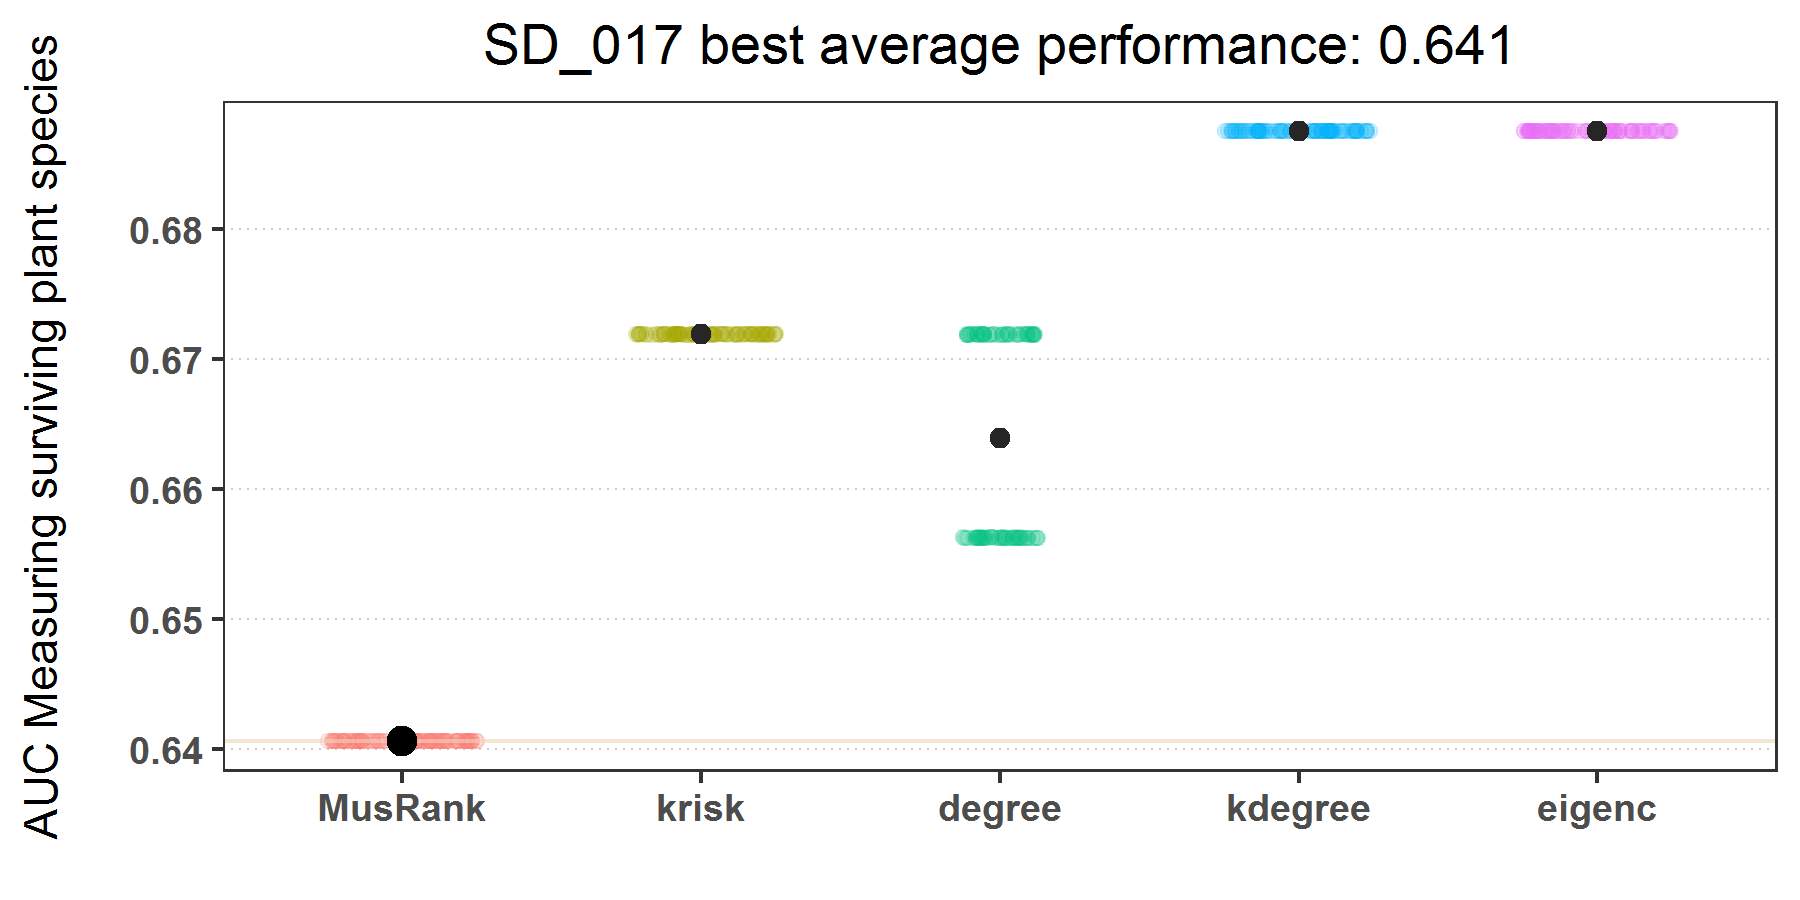 SD_017 best average performance: 0.641
AUC Measuring surviving plant species
0.68
0.67
0.66
0.65
0.64
MusRank
krisk
degree
kdegree
eigenc